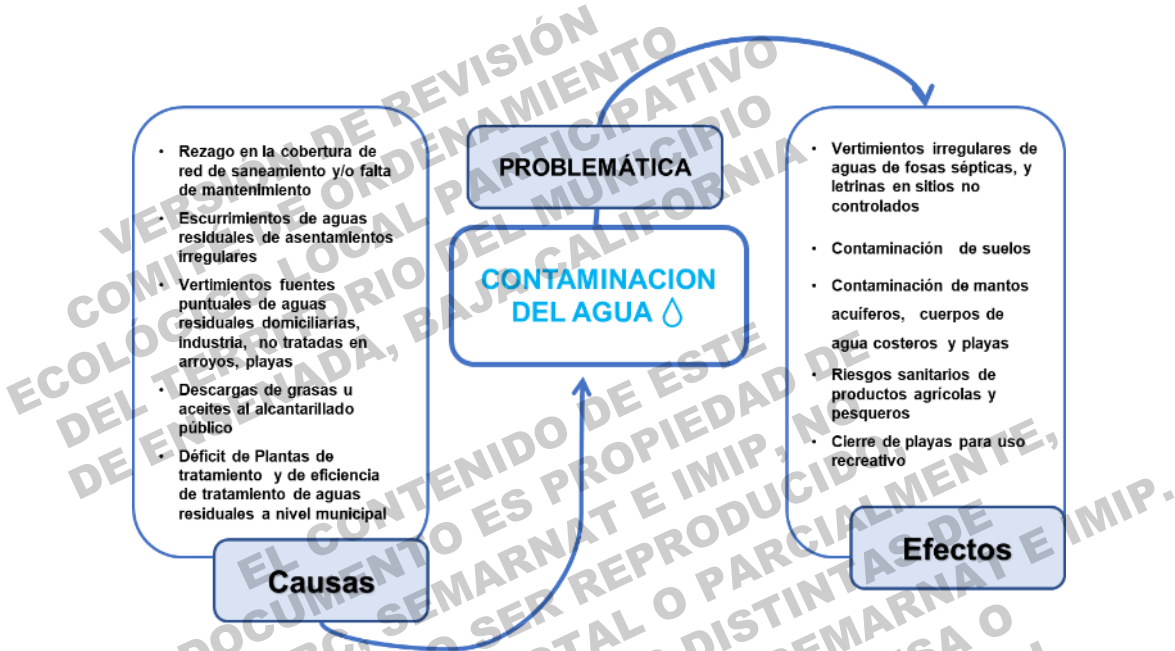 • Rezago en la cobertura de
red de saneamiento y/o falta
de mantenimiento
• Escurrimientos de aguas
residuales de asentamientos
irregulares
• Vertimientos fuentes
puntuales de aguas
residuales domiciliarias,
industria, no tratadas en
arroyos, playas
• Descargas de grasas u
aceites al alcantarillado
público
• Déficit de Plantas de
tratamiento y de eficiencia
de tratamiento de aguas
residuales a nivel municipal
Causas
PROBLEMÁTICA
CONTAMINACION
DEL AGUA
• Vertimientos irregulares de
aguas de fosas sépticas, y
letrinas en sitios no
controlados
• Contaminación de suelos
• Contaminación de mantos
acuíferos, cuerpos de
agua costeros y playas
• Riesgos sanitarios de
productos agrícolas y
pesqueros
• Cierre de playas para uso
recreativo
Efectos
VERSIÓN DE REVISIÓN
COMITÉ DE ORDENAMIENTO
ECOLÓGICO LOCAL PARTICIPATIVO
DEL TERRITORIO DEL MUNICIPIO
DE ENSENADA, BAJA CALIFORNIA
EL CONTENIDO DE ESTE
DOCUMENTO ES PROPIEDAD DE
SEMARNAT E IMIP, NO
SER REPRODUCIDO,
TOTAL O PARCIALMENTE,
DISTINTAS DE
SEMARNAT E IMIP.